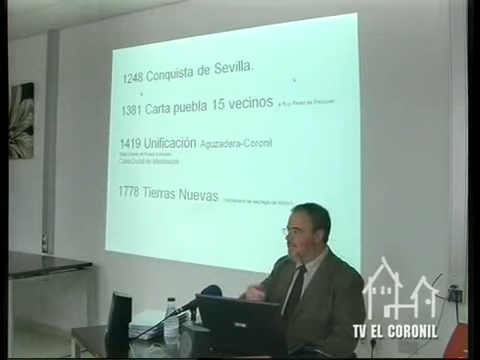 1248 Conquista de Sevilla.
1381 Carta puebla 15 vecinos
1419 Unificación Aguzadera-Coronil
1778 Tierras Nuevas
TV EL CORONIL